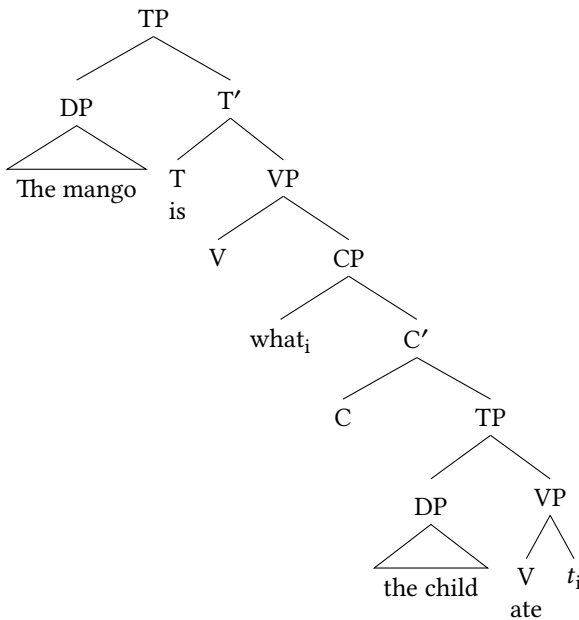 TP
DP T′
The mango T VP
is
V CP
whatᵢ C′
C TP
DP VP
the child V tᵢ
ate